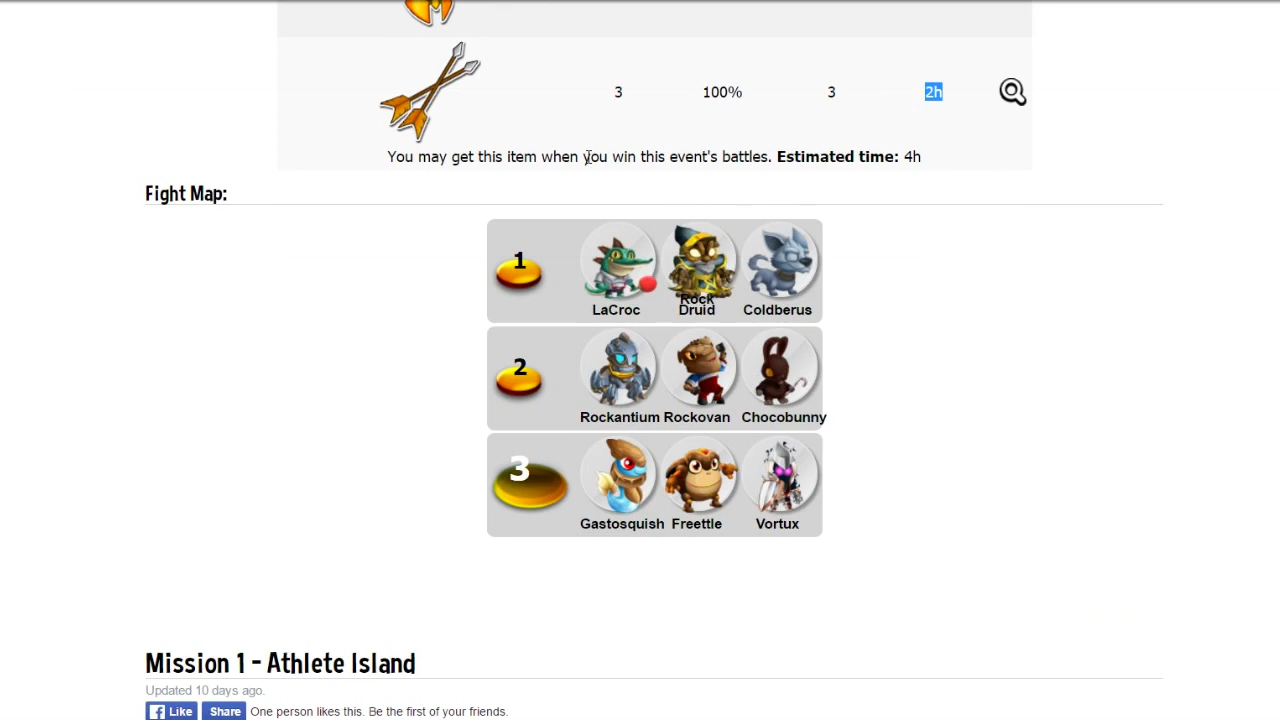 3 100% 3 2h
You may get this item when you win this event's battles. Estimated time: 4h
Fight Map:
1
LaCroc Rock Druid Coldberus
2
Rockantium Rockovan Chocobunny
3
Gastosquish Freettle Vortux
Mission 1 - Athlete Island
Updated 10 days ago.
Like Share One person likes this. Be the first of your friends.